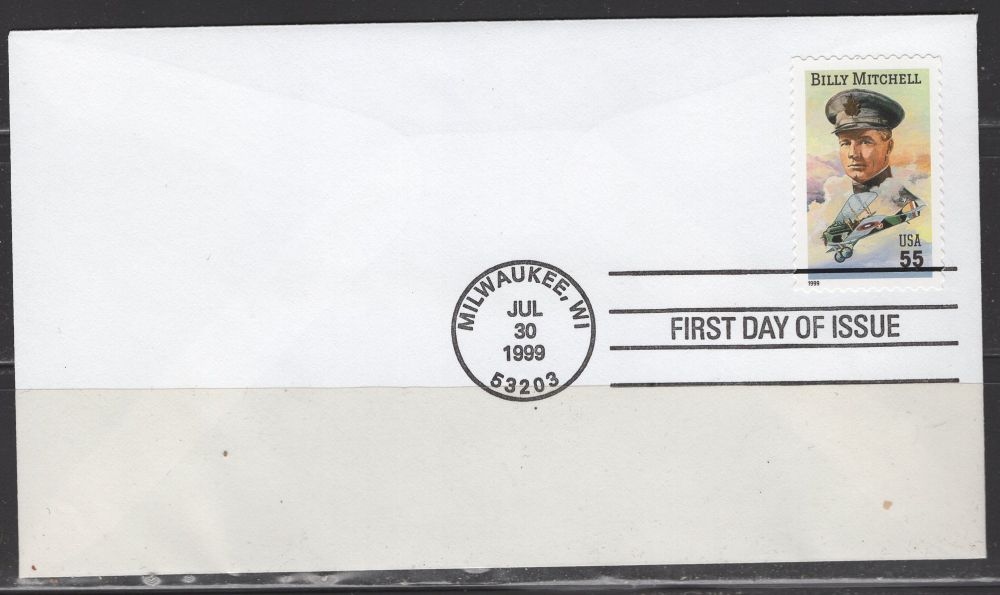 BILLY MITCHELL
USA
55
1999
MILWAUKEE, WI
JUL
30
1999
53203
FIRST DAY OF ISSUE